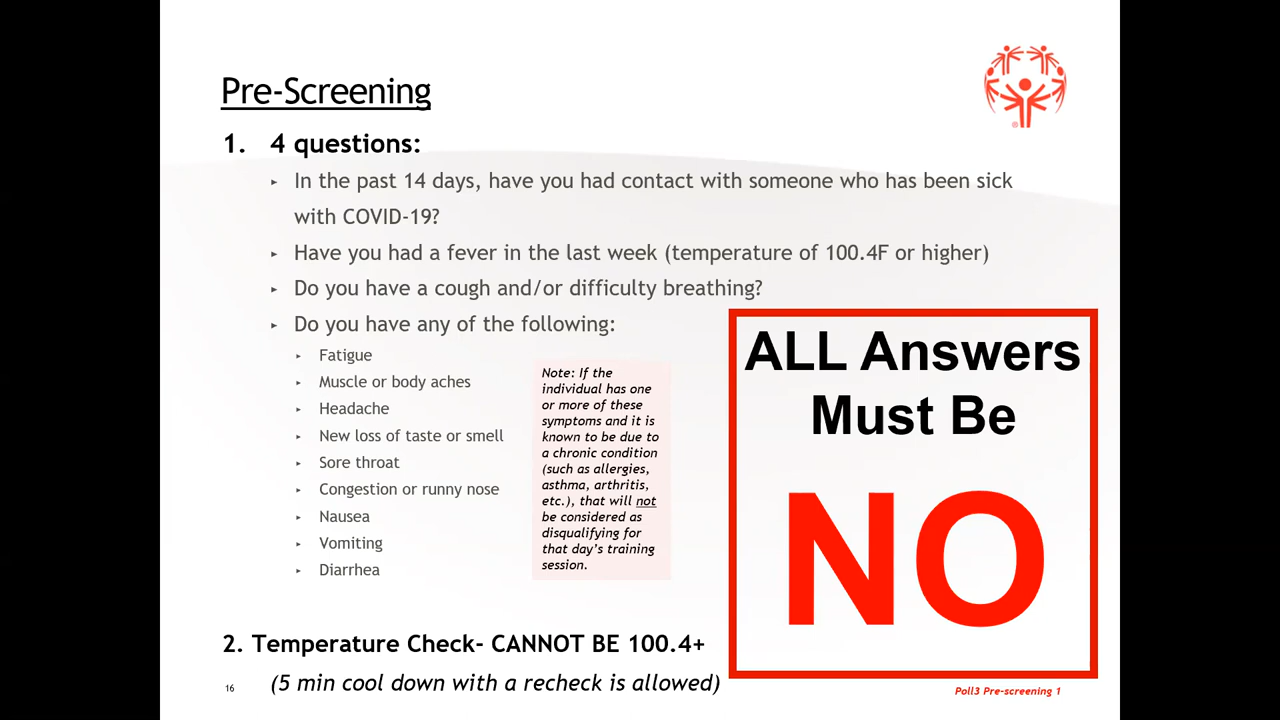 Pre-Screening
1. 4 questions:
▸ In the past 14 days, have you had contact with someone who has been sick
with COVID-19?
▸ Have you had a fever in the last week (temperature of 100.4F or higher)
▸ Do you have a cough and/or difficulty breathing?
▸ Do you have any of the following:
▸ Fatigue
▸ Muscle or body aches
▸ Headache
▸ New loss of taste or smell
▸ Sore throat
▸ Congestion or runny nose
▸ Nausea
▸ Vomiting
▸ Diarrhea
Note: If the
individual has one
or more of these
symptoms and it is
known to be due to
a chronic condition
(such as allergies,
asthma, arthritis,
etc.), that will not
be considered as
disqualifying for
that day's training
session.
ALL Answers
Must Be
NO
2. Temperature Check- CANNOT BE 100.4+
(5 min cool down with a recheck is allowed)
16
Poll3 Pre-screening 1
®